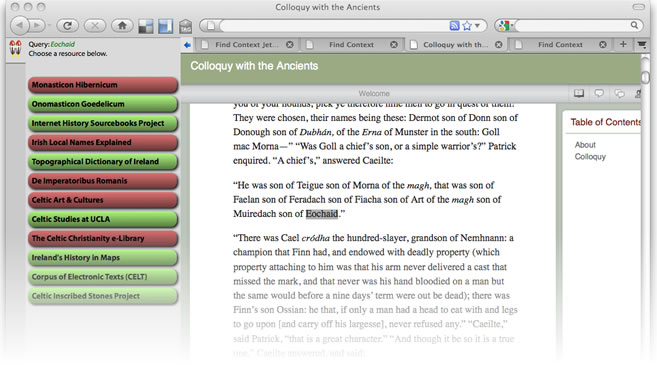 Colloquy with the Ancients
Query: Eochaid
Choose a resource below.
TAG
Find Context Jet...
Find Context
Colloquy with th...
Find Context
Monasticon Hibernicum
Onomasticon Goedelicum
Internet History Sourcebooks Project
Irish Local Names Explained
Topographical Dictionary of Ireland
De Imperatoribus Romanis
Celtic Art & Cultures
Celtic Studies at UCLA
The Celtic Christianity e-Library
Ireland's History in Maps
Corpus of Electronic Texts (CELT)
Celtic Inscribed Stones Project
Colloquy with the Ancients
Welcome
you of your hounds, pick ye therefore nine men to go in quest of them.
They were chosen, their names being these: Dermot son of Donn son of
Donough son of Dubhán, of the Erna of Munster in the south: Goll
mac Morna—” “Was Goll a chief’s son, or a simple warrior’s?” Patrick
enquired. “A chief’s,” answered Caeilte:
“He was son of Teigue son of Morna of the magh, that was son of
Faelan son of Feradach son of Fiacha son of Art of the magh son of
Muiredach son of Eochaid.”
“There was Cael cródha the hundred-slayer, grandson of Nemhnann: a
champion that Finn had, and endowed with deadly property (which
property attaching to him was that his arm never delivered a cast that
missed the mark, and that never was his hand bloodied on a man but
the same would before a nine days’ term were out be dead); there was
Finn’s son Ossian: he that, if only a man had a head to eat with and legs
to go upon [and carry off his largesse], never refused any.” “Caeilte,”
said Patrick, “that is a great character.” “And though it be so it is a true
one,” Caeilte answered, and said:
Table of Contents
About
Colloquy